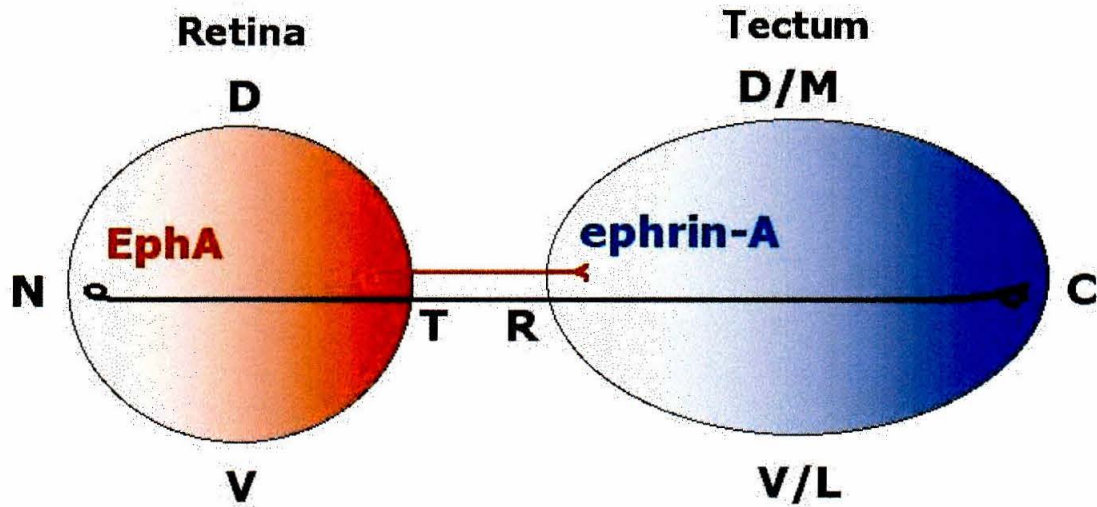 Retina
Tectum
D
D/M
EphA
ephrin-A
N
C
T
R
V
V/L